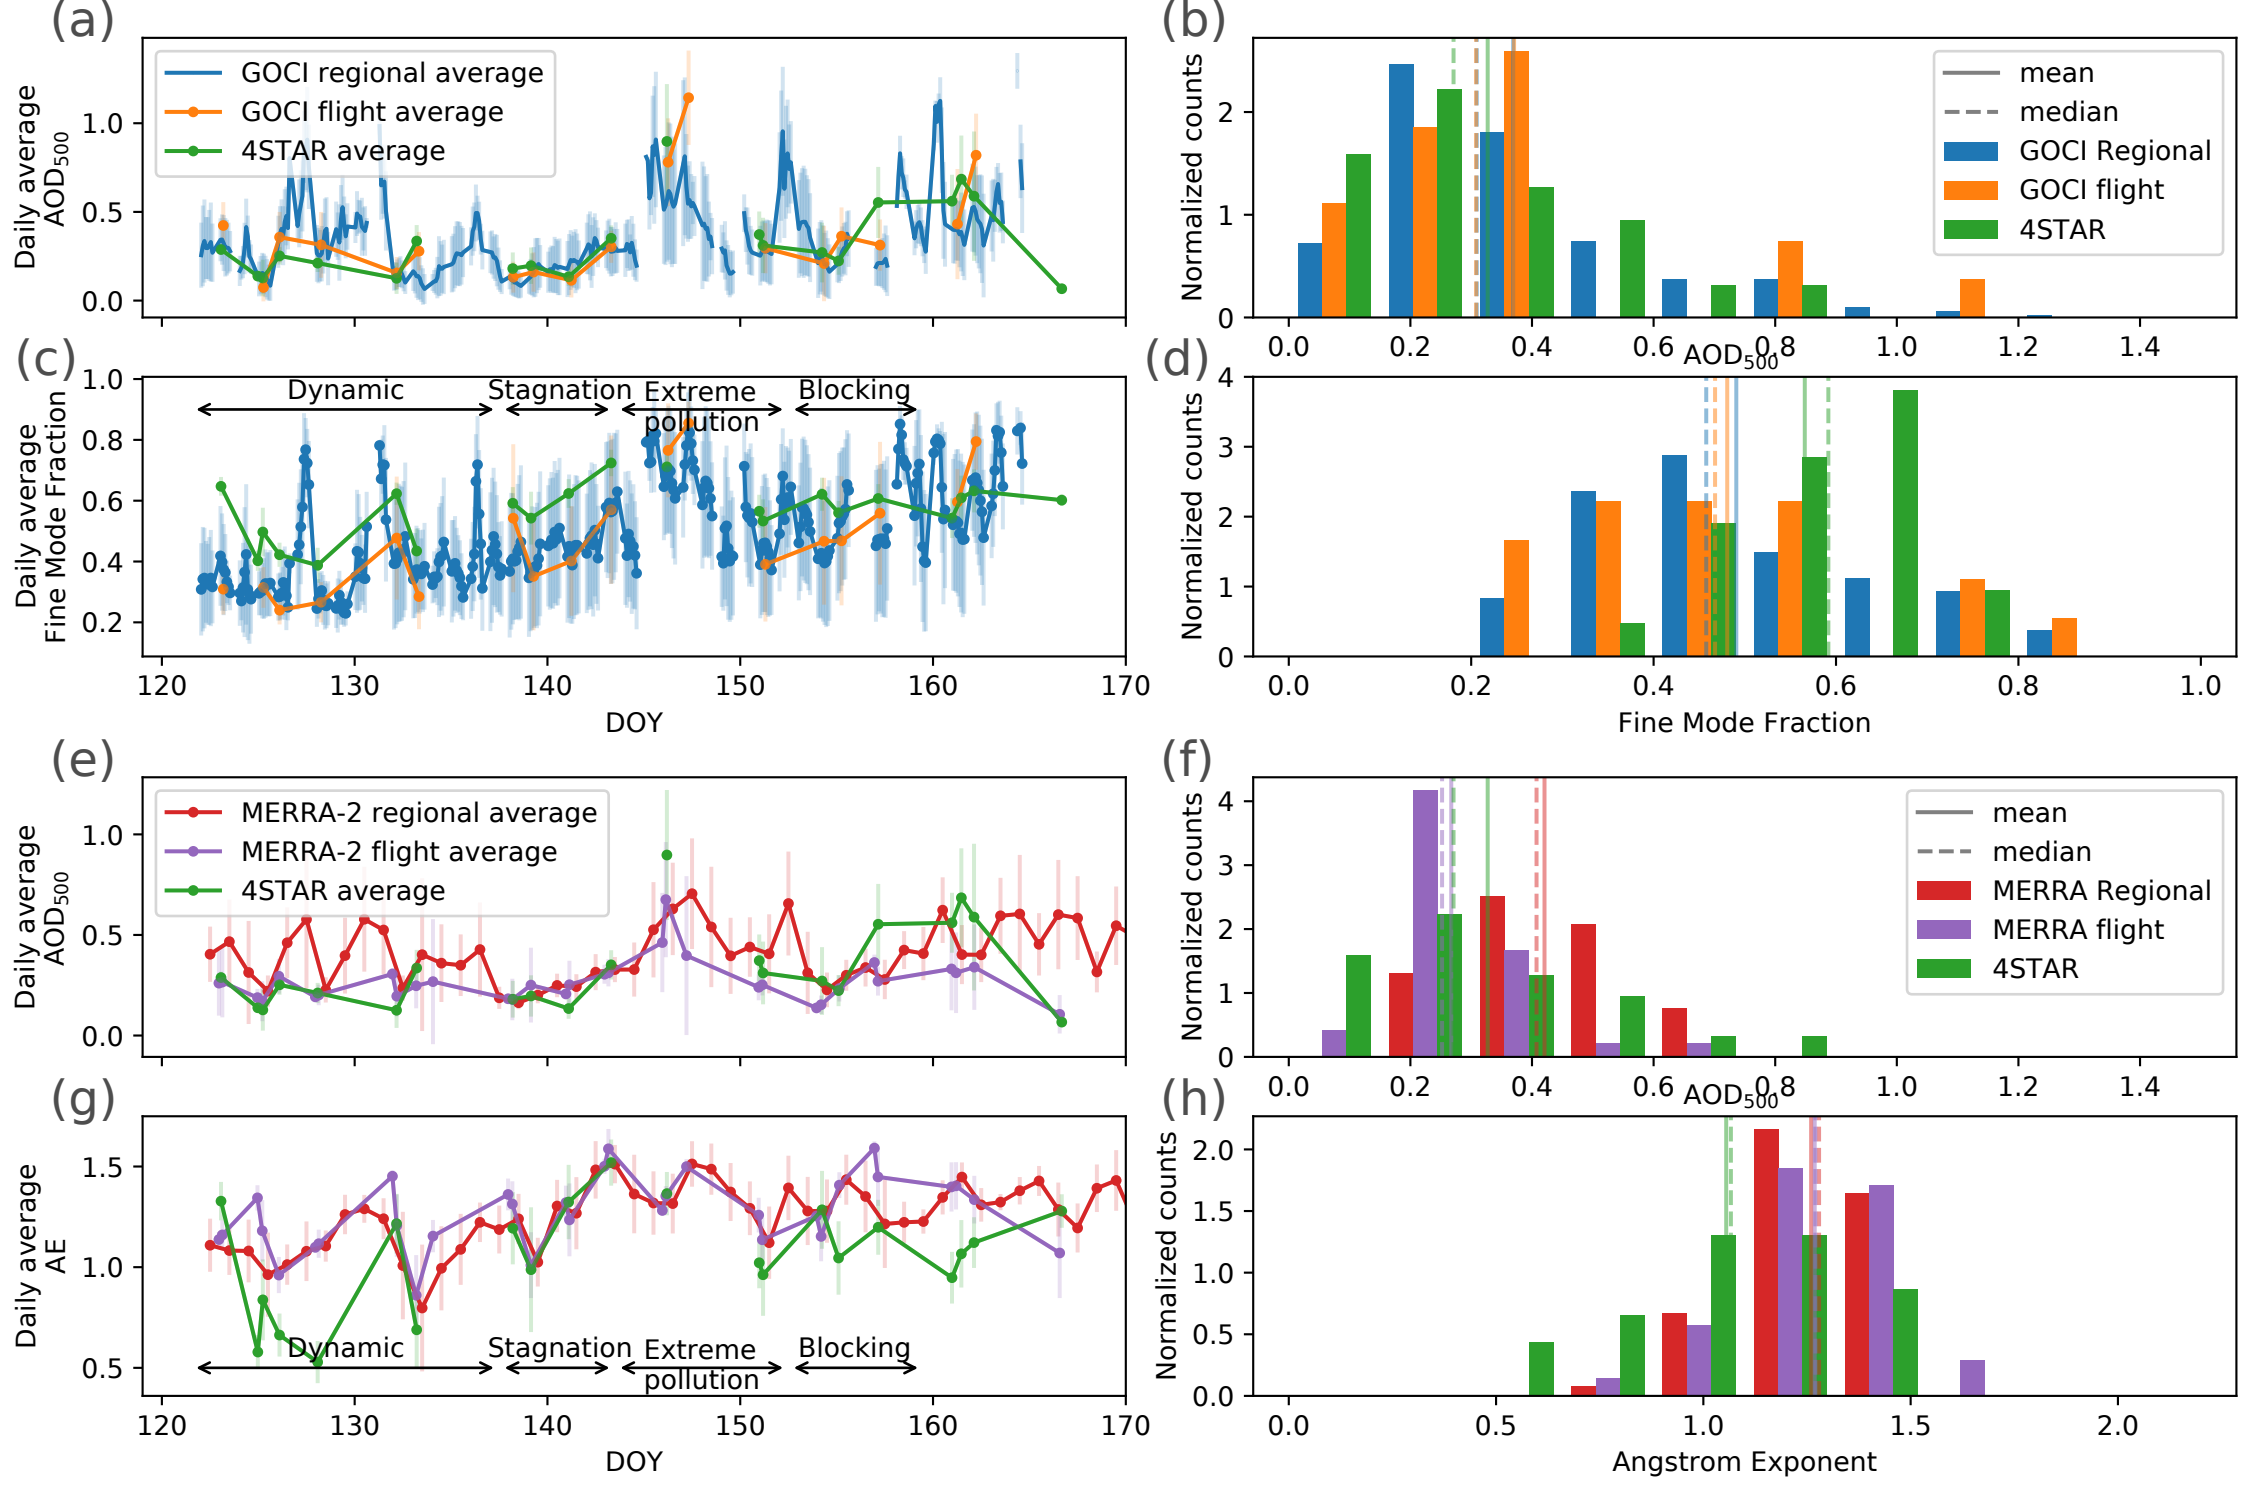 (a)
Daily average
AOD500
1.0
0.5
0.0
GOCI regional average
GOCI flight average
4STAR average
(b)
Normalized counts
2
1
0
mean
median
GOCI Regional
GOCI flight
4STAR
0.0 0.2 0.4 0.6 0.8 1.0 1.2 1.4
AOD500
(c)
Daily average
Fine Mode Fraction
1.0
0.8
0.6
0.4
0.2
Dynamic
Stagnation
Extreme
pollution
Blocking
120 130 140 150 160 170
DOY
(d)
Normalized counts
4
3
2
1
0
0.0 0.2 0.4 0.6 0.8 1.0
Fine Mode Fraction
(e)
Daily average
AOD500
1.0
0.5
0.0
MERRA-2 regional average
MERRA-2 flight average
4STAR average
(f)
Normalized counts
4
3
2
1
0
mean
median
MERRA Regional
MERRA flight
4STAR
0.0 0.2 0.4 0.6 0.8 1.0 1.2 1.4
AOD500
(g)
Daily average
AE
1.5
1.0
0.5
Dynamic
Stagnation
Extreme
pollution
Blocking
120 130 140 150 160 170
DOY
(h)
Normalized counts
2.0
1.5
1.0
0.5
0.0
0.0 0.5 1.0 1.5 2.0
Angstrom Exponent